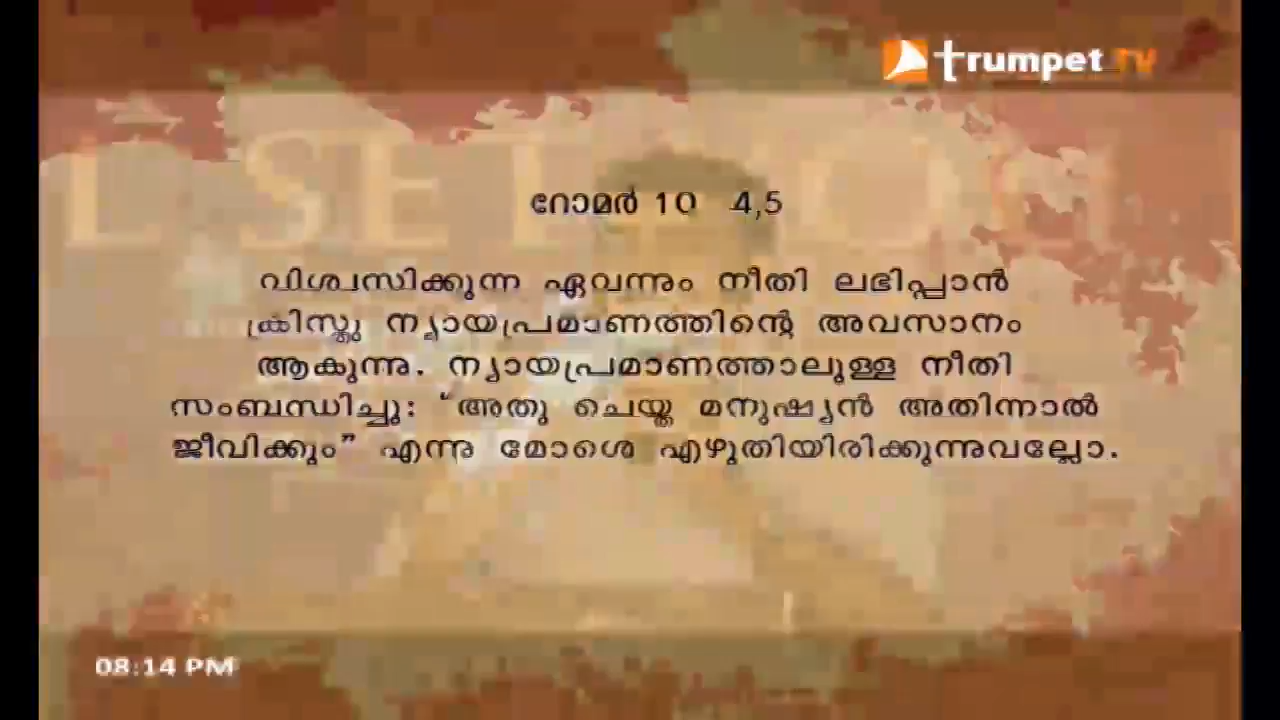 trumpet TV
റോമർ 10 4,5
വിശ്വസിക്കുന്ന ഏവന്നും നീതി ലഭിപ്പാൻ
ക്രിസ്തു ന്യായപ്രമാണത്തിന്റെ അവസാനം
ആകുന്നു. ന്യായപ്രമാണത്താലുള്ള നീതി
സംബന്ധിച്ചു: “അതു ചെയ്ത മനുഷ്യൻ അതിന്നാൽ
ജീവിക്കും” എന്നു മോശെ എഴുതിയിരിക്കുന്നുവല്ലോ.
08:14 PM